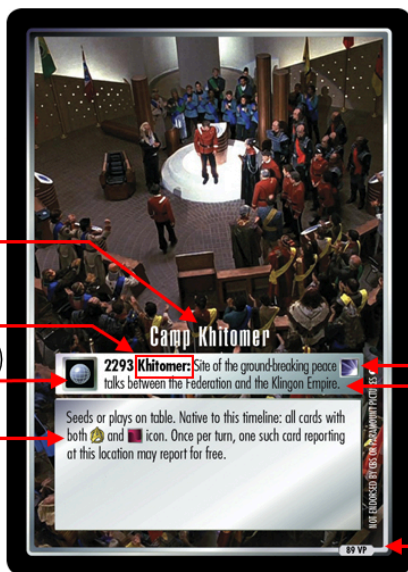 Camp Khitomer
2293 Khitomer: Site of the ground-breaking peace
talks between the Federation and the Klingon Empire.
Seeds or plays on table. Native to this timeline: all cards with
both and icon. Once per turn, one such card reporting
at this location may report for free.
NOT ENDORSED BY CBS OR PARAMOUNT PICTURES
89 VP
)